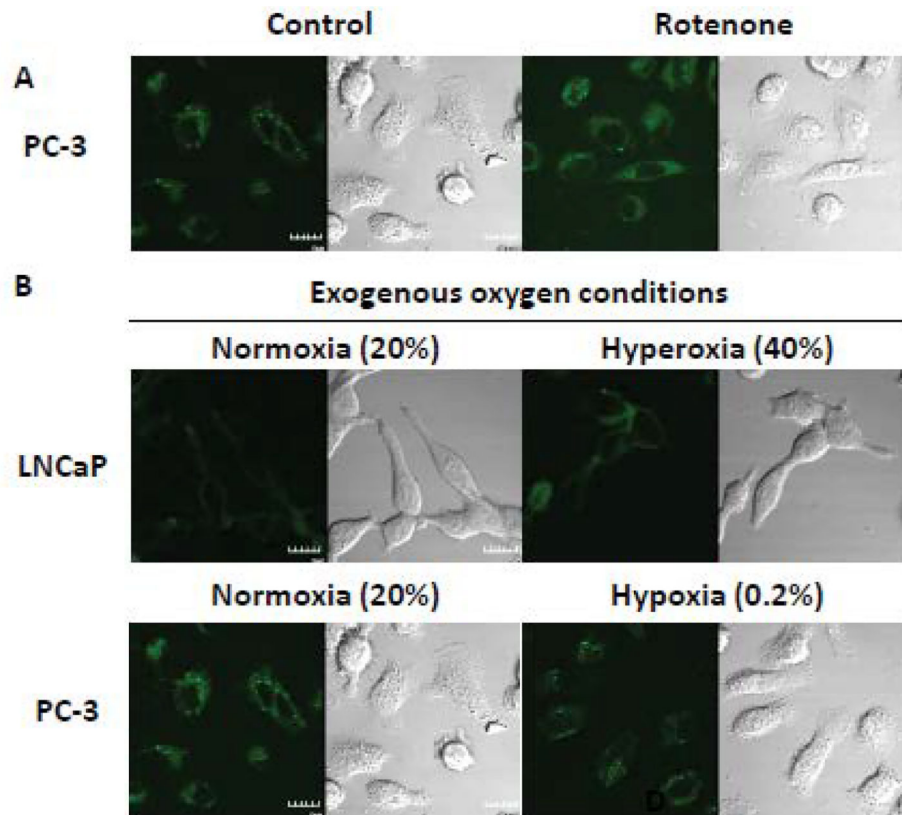 Control Rotenone
A
PC-3
B
Exogenous oxygen conditions
Normoxia (20%) Hyperoxia (40%)
LNCaP
Normoxia (20%) Hypoxia (0.2%)
PC-3
D